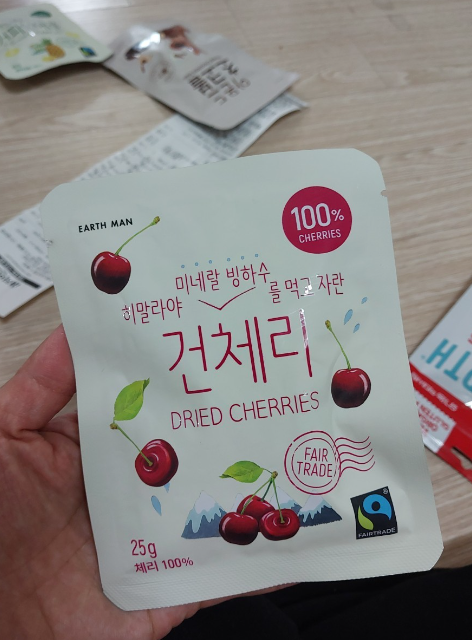 EARTH MAN
100%
CHERRIES
미네랄 빙하수
히말라야 를 먹고 자란
건체리
DRIED CHERRIES
FAIR
TRADE
25g
체리 100%
FAIRTRADE